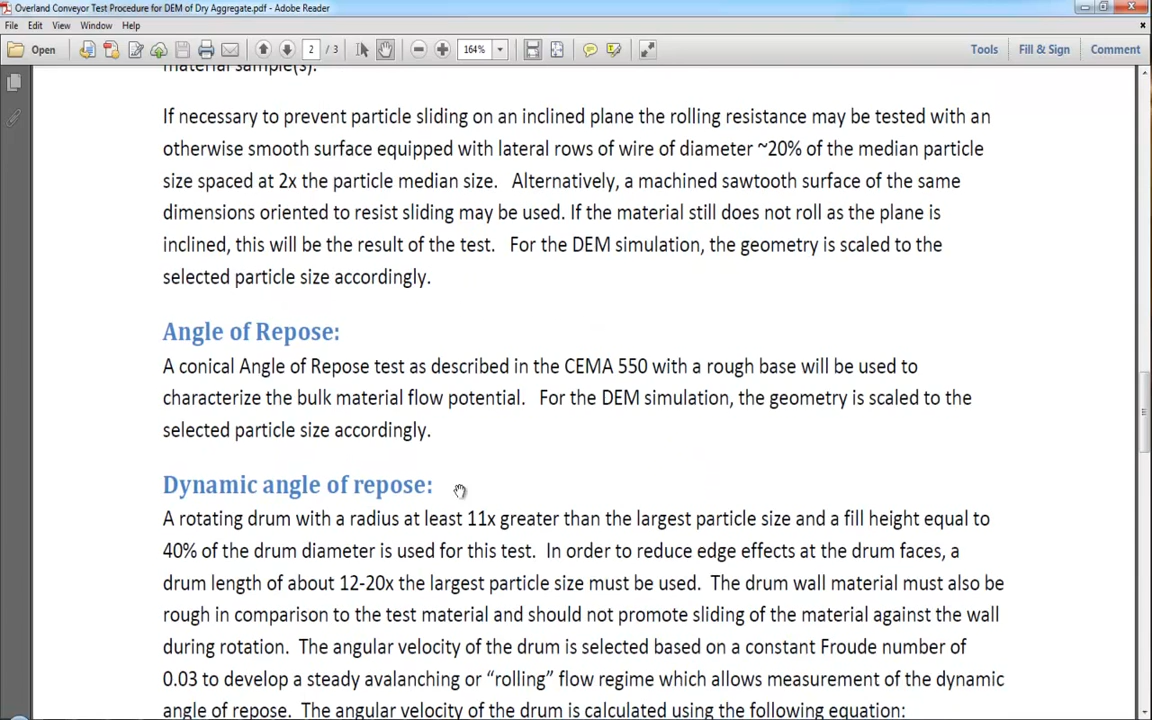 Overland Conveyor Test Procedure for DEM of Dry Aggregate.pdf - Adobe Reader
File Edit View Window Help
Open 2 / 3 164% Tools Fill & Sign Comment
material sample(s).
If necessary to prevent particle sliding on an inclined plane the rolling resistance may be tested with an
otherwise smooth surface equipped with lateral rows of wire of diameter ~20% of the median particle
size spaced at 2x the particle median size. Alternatively, a machined sawtooth surface of the same
dimensions oriented to resist sliding may be used. If the material still does not roll as the plane is
inclined, this will be the result of the test. For the DEM simulation, the geometry is scaled to the
selected particle size accordingly.
Angle of Repose:
A conical Angle of Repose test as described in the CEMA 550 with a rough base will be used to
characterize the bulk material flow potential. For the DEM simulation, the geometry is scaled to the
selected particle size accordingly.
Dynamic angle of repose:
A rotating drum with a radius at least 11x greater than the largest particle size and a fill height equal to
40% of the drum diameter is used for this test. In order to reduce edge effects at the drum faces, a
drum length of about 12-20x the largest particle size must be used. The drum wall material must also be
rough in comparison to the test material and should not promote sliding of the material against the wall
during rotation. The angular velocity of the drum is selected based on a constant Froude number of
0.03 to develop a steady avalanching or “rolling” flow regime which allows measurement of the dynamic
angle of repose. The angular velocity of the drum is calculated using the following equation: